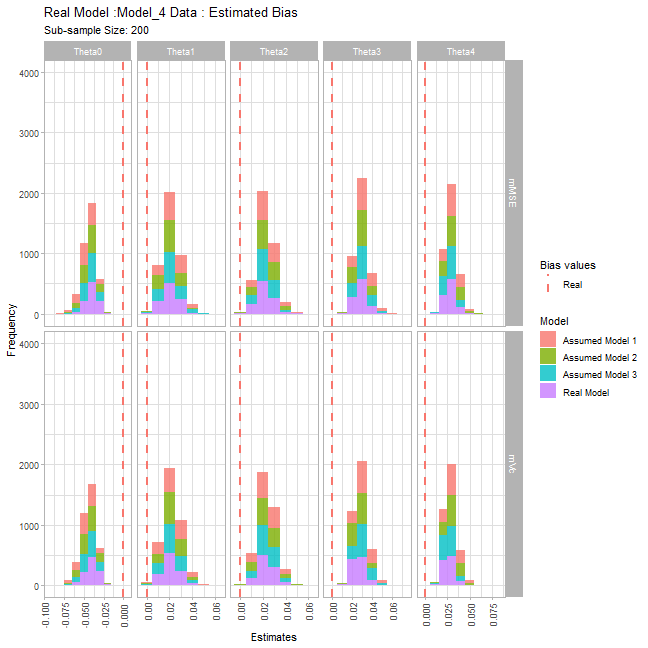 Real Model :Model_4 Data : Estimated Bias
Sub-sample Size: 200
Theta0 Theta1 Theta2 Theta3 Theta4
4000
3000
2000
1000
0
mMSE
4000
3000
2000
1000
0
mVc
Frequency
-0.100 -0.075 -0.050 -0.025 0.000 0.00 0.02 0.04 0.06 0.00 0.02 0.04 0.06 0.00 0.02 0.04 0.06 0.000 0.025 0.050 0.075
Estimates
Bias values
Real
Model
Assumed Model 1
Assumed Model 2
Assumed Model 3
Real Model